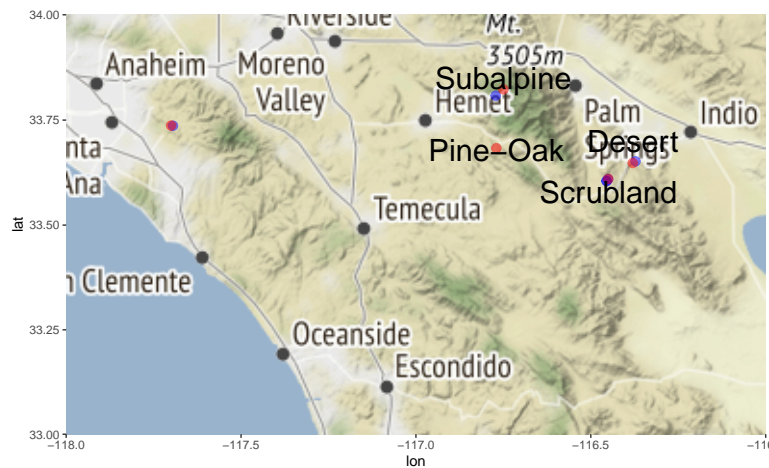 34.00
Riverside
Mt.
3505m
Anaheim
Moreno
Valley
Subalpine
Hemet
Palm
Springs
Indio
33.75
nta
Ana
Pine-Oak
Desert
Scrubland
Temecula
33.50
lat
n Clemente
33.25
Oceanside
Escondido
33.00
-118.0
-117.5
-117.0
-116.5
-116
lon